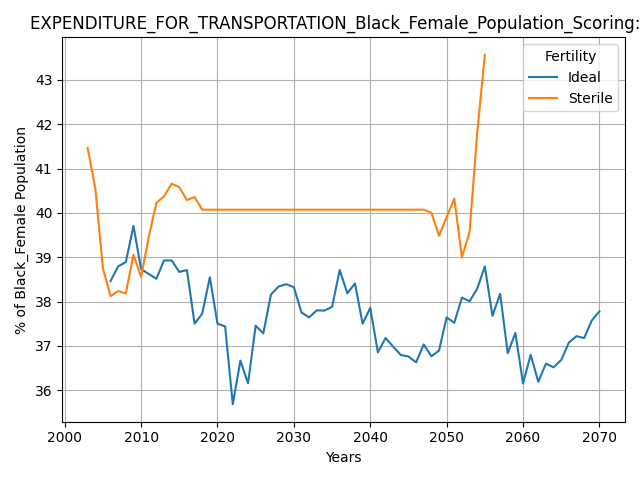 EXPENDITURE_FOR_TRANSPORTATION_Black_Female_Population_Scoring:
Fertility
Ideal
Sterile
% of Black_Female Population
43
42
41
40
39
38
37
36
2000
2010
2020
2030
2040
2050
2060
2070
Years